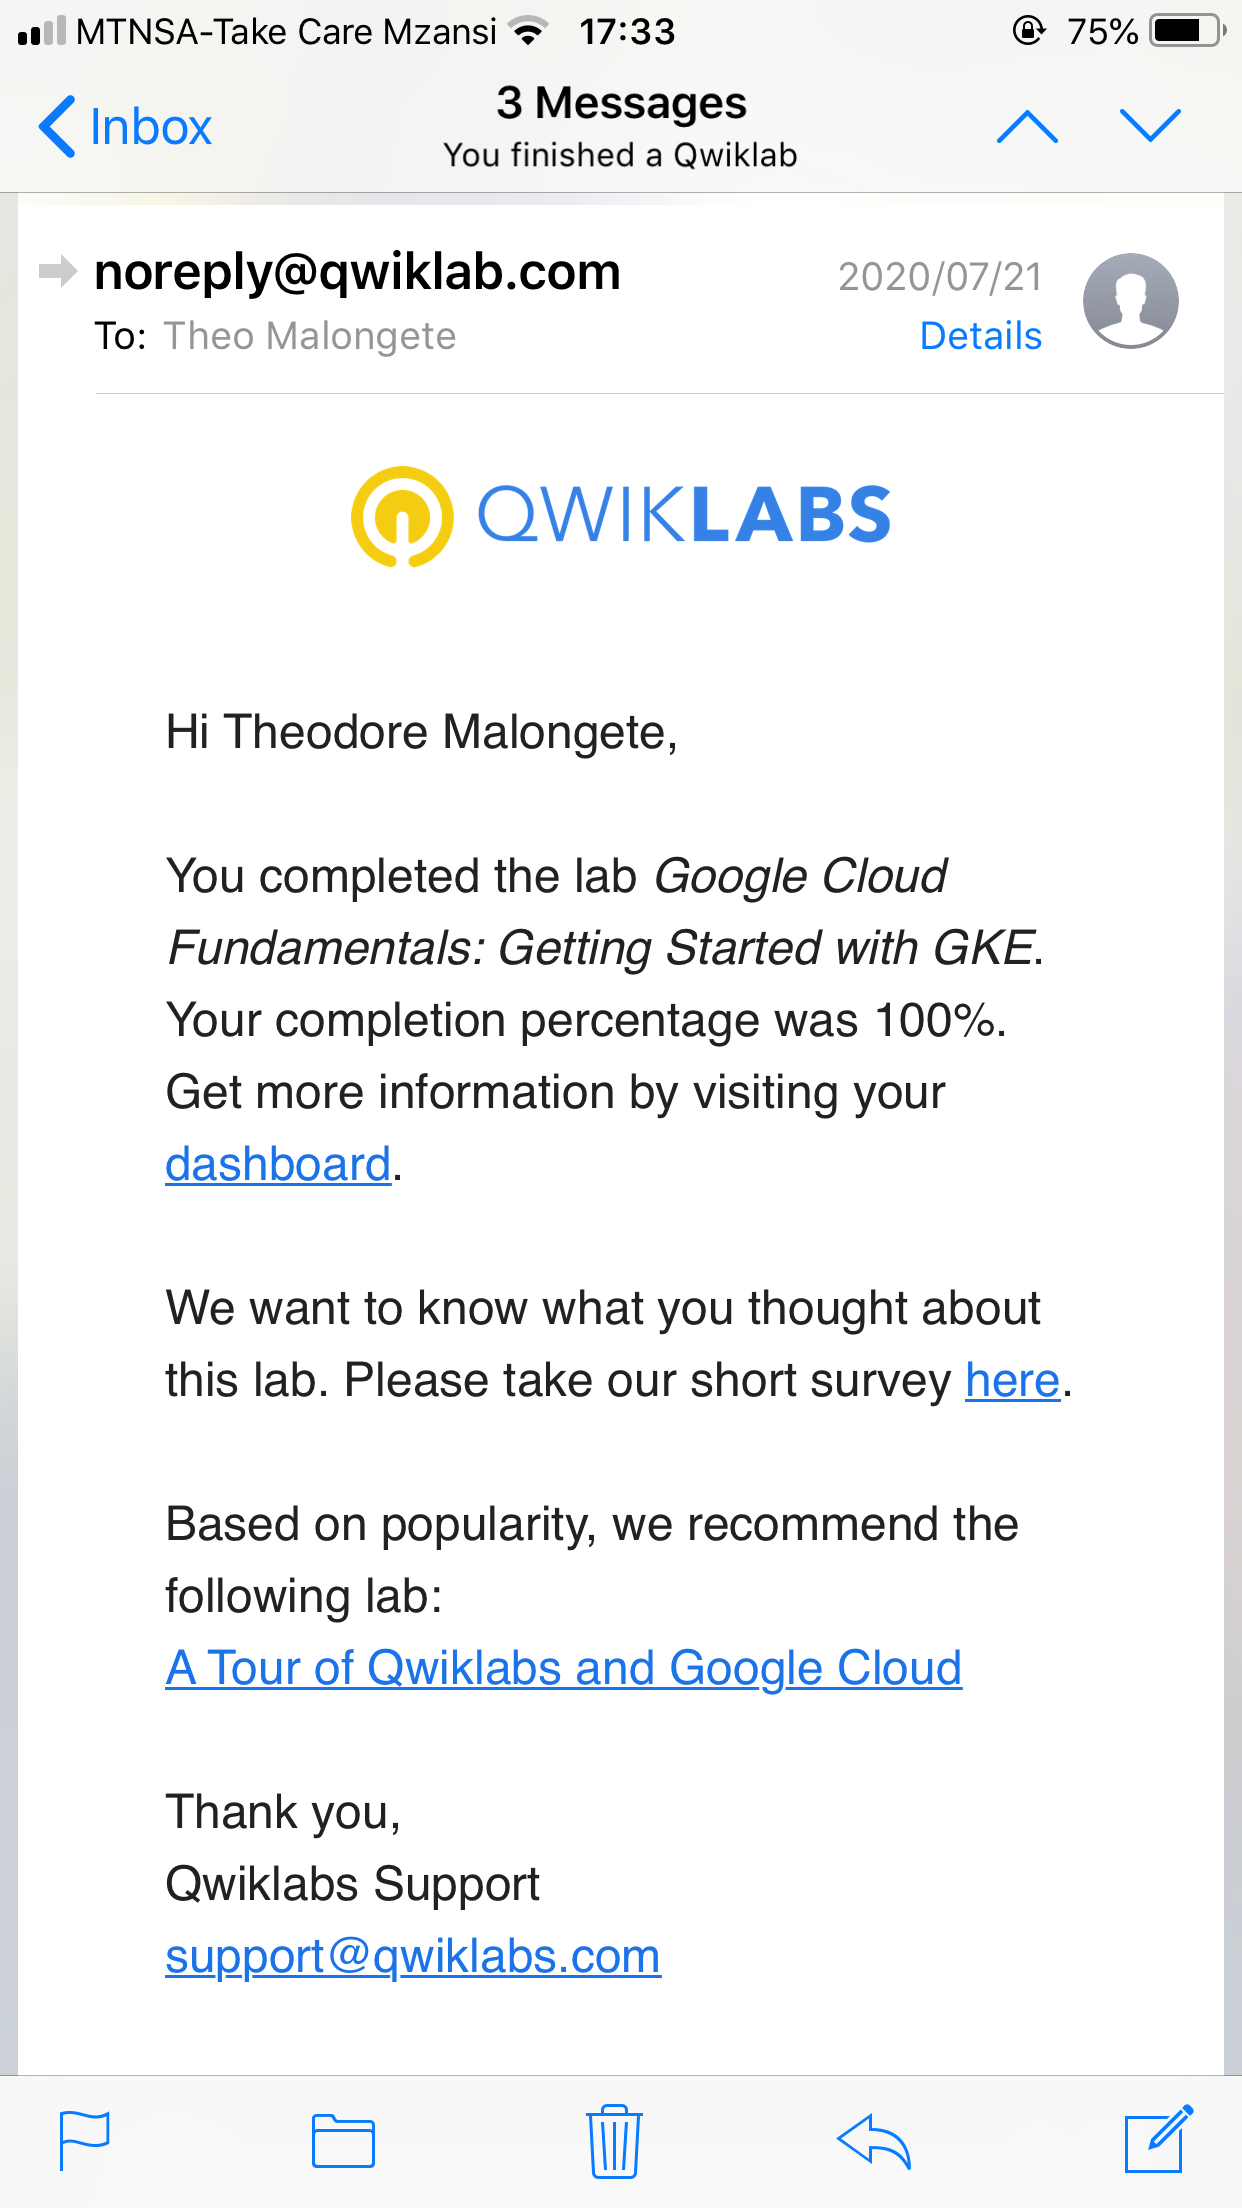 MTNSA-Take Care Mzansi 17:33 75%
Inbox
3 Messages
You finished a Qwiklab
noreply@qwiklab.com 2020/07/21
To: Theo Malongete Details
QWIKLABS
Hi Theodore Malongete,
You completed the lab Google Cloud
Fundamentals: Getting Started with GKE.
Your completion percentage was 100%.
Get more information by visiting your
dashboard.
We want to know what you thought about
this lab. Please take our short survey here.
Based on popularity, we recommend the
following lab:
A Tour of Qwiklabs and Google Cloud
Thank you,
Qwiklabs Support
support@qwiklabs.com